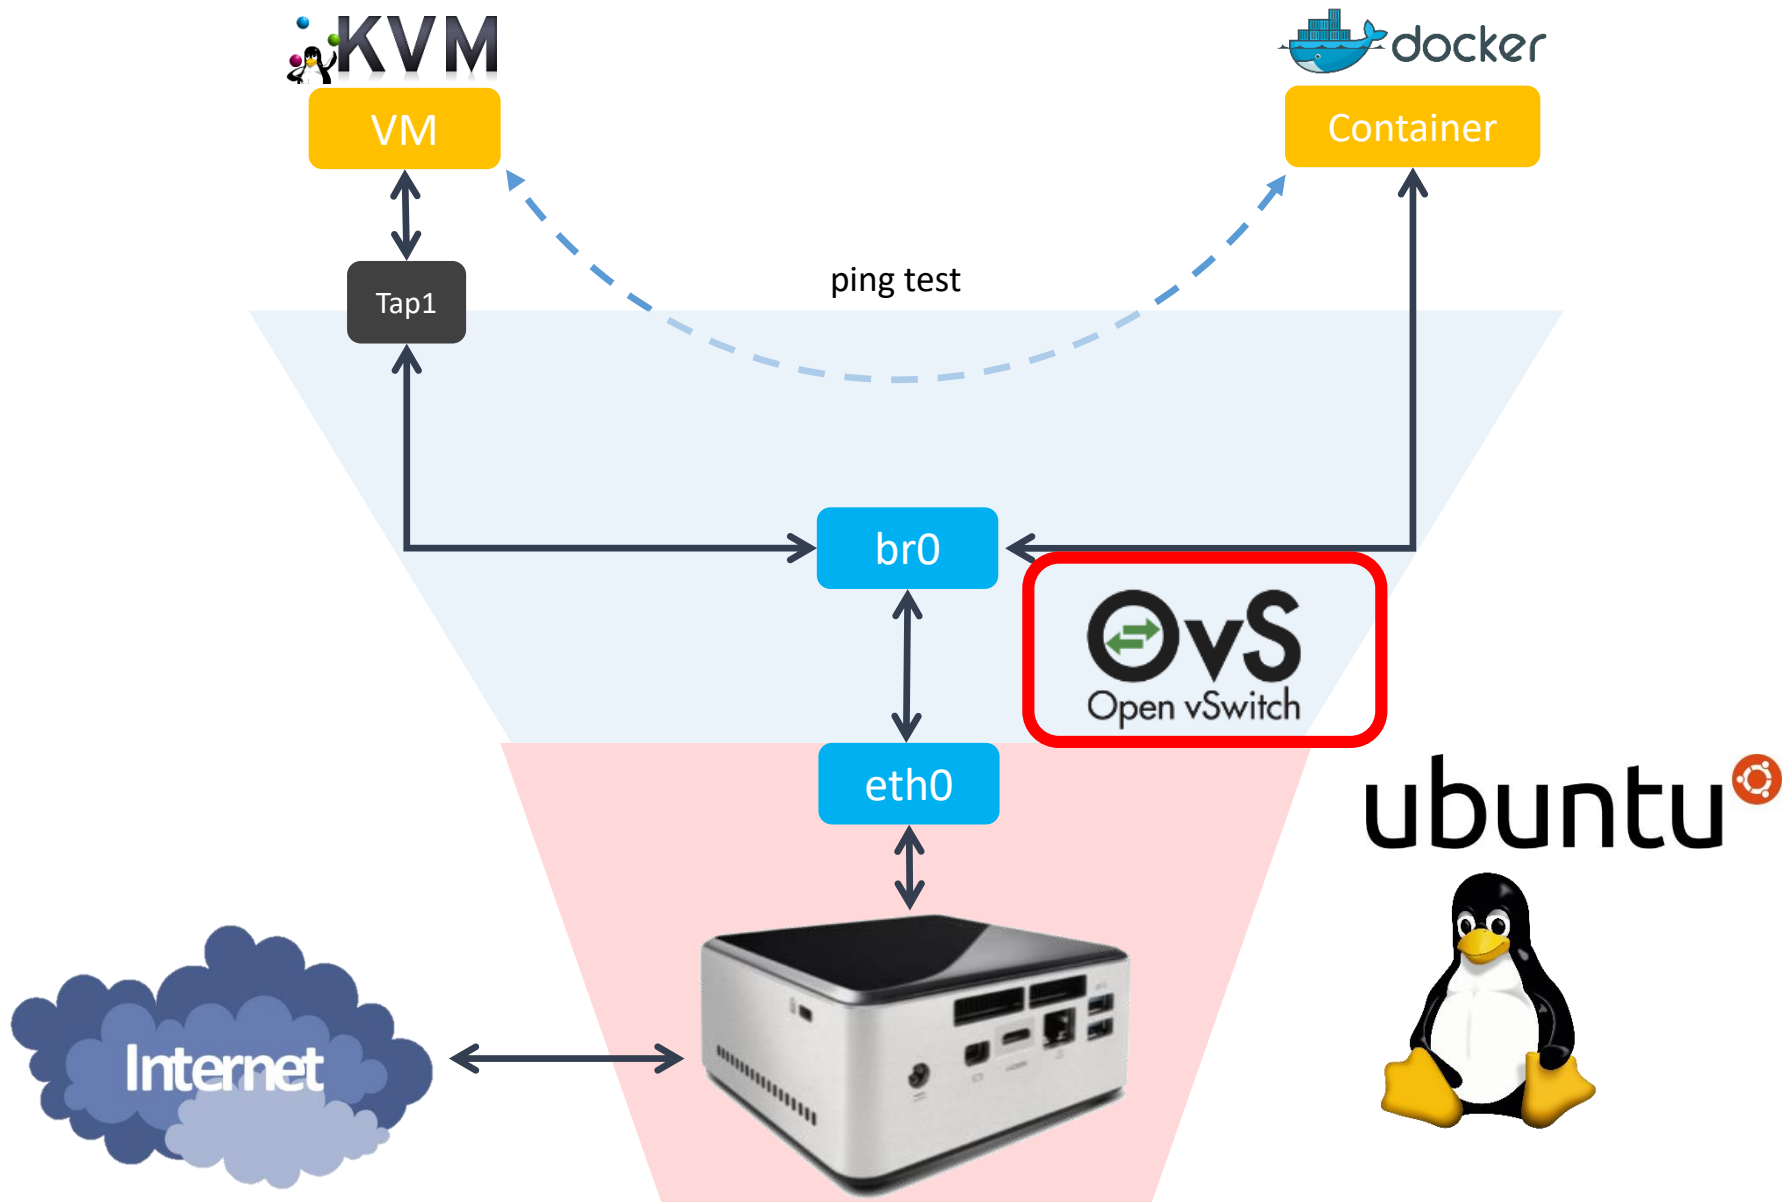 KVM
docker
VM
Container
ping test
Tap1
br0
OvS
Open vSwitch
eth0
ubuntu
Internet